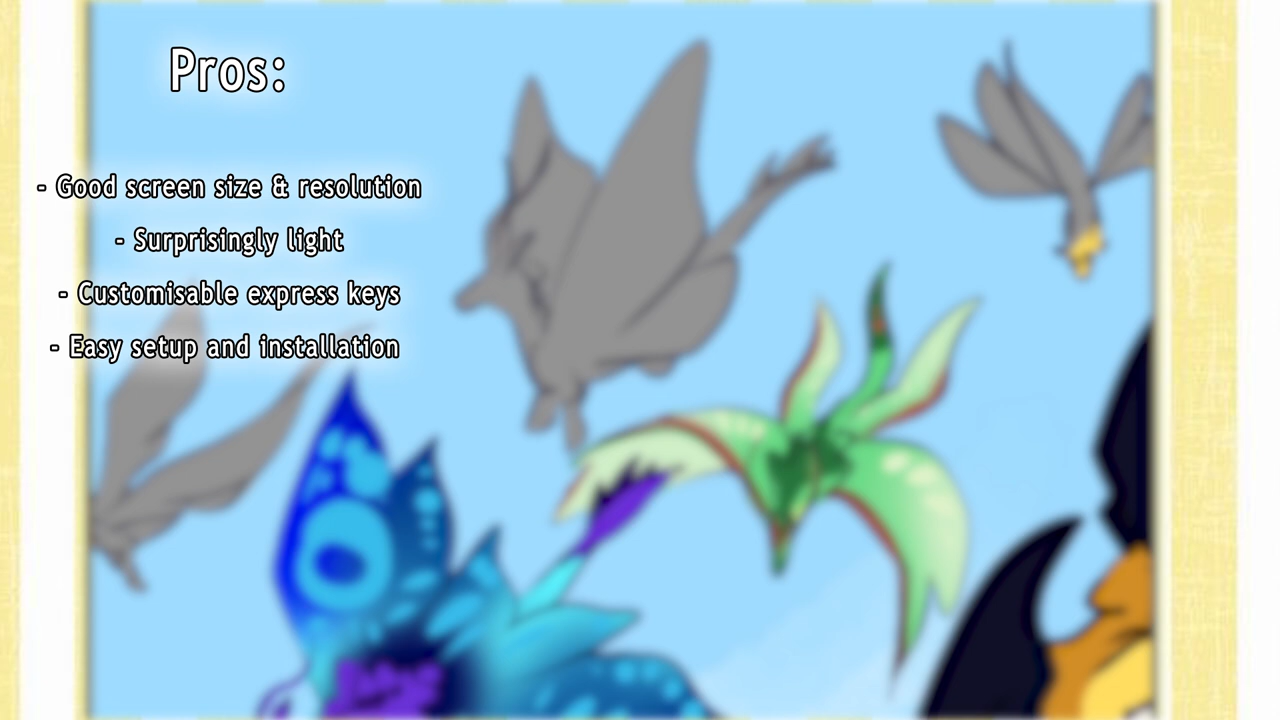 Pros:
- Good screen size & resolution
- Surprisingly light
- Customisable express keys
- Easy setup and installation